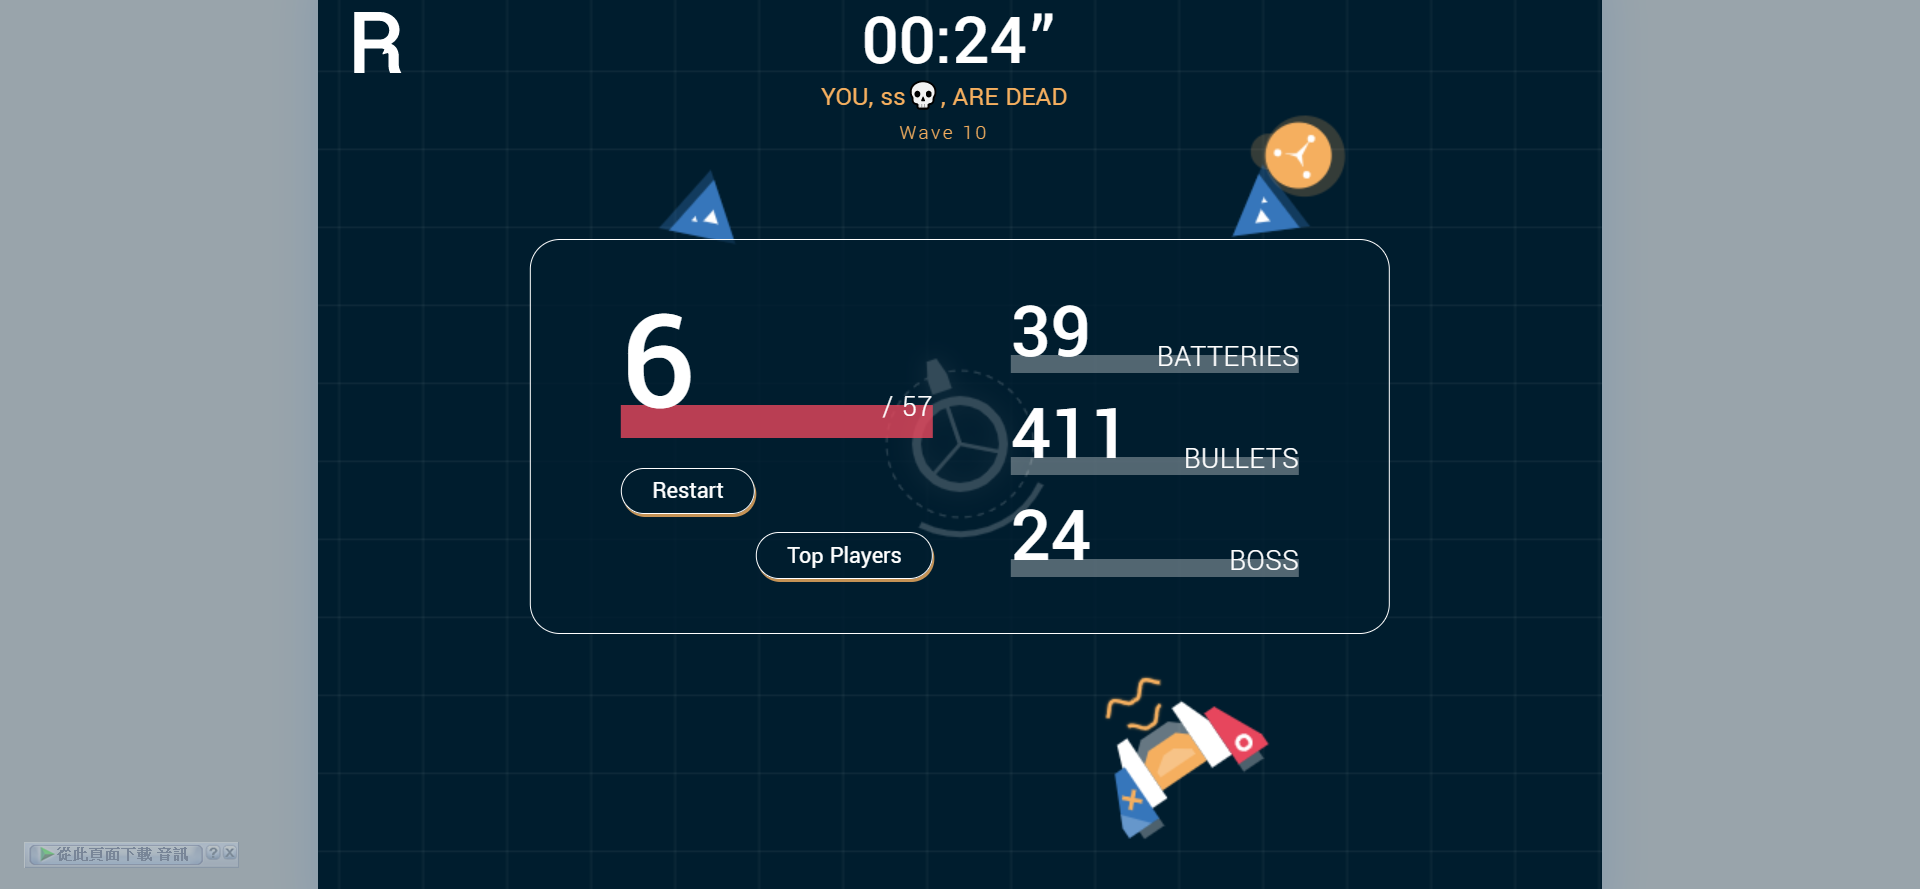 R
00:24”
YOU, ss💀, ARE DEAD
Wave 10
6
/ 57
Restart
Top Players
39
BATTERIES
411
BULLETS
24
BOSS
從此頁面下載 音訊 ? X